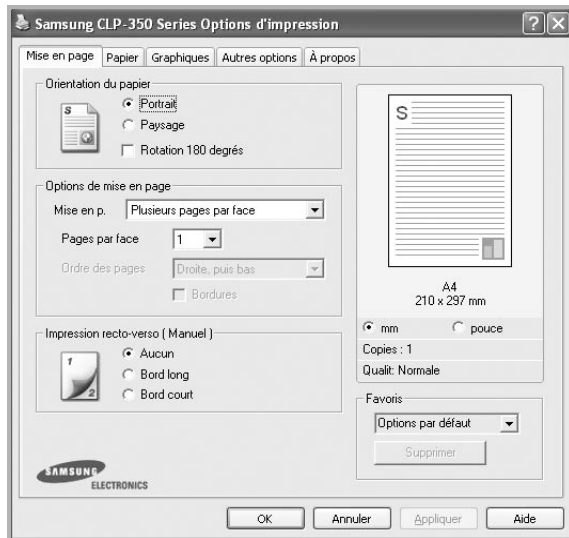 Samsung CLP-350 Series Options d'impression
Mise en page Papier Graphiques Autres options À propos
Orientation du papier
S
Portrait
Paysage
Rotation 180 degrés
Options de mise en page
Mise en p. Plusieurs pages par face
Pages par face 1
Ordre des pages Droite, puis bas
Bordures
Impression recto-verso ( Manuel )
1
2
Aucun
Bord long
Bord court
SAMSUNG
ELECTRONICS
S
A4
210 x 297 mm
mm pouce
Copies : 1
Qualit: Normale
Favoris
Options par défaut
Supprimer
OK Annuler Appliquer Aide